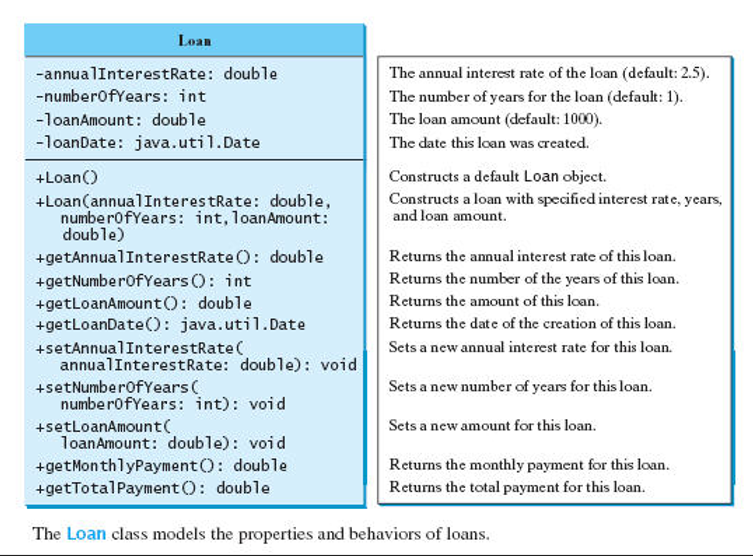 Loan
-annualInterestRate: double
-numberOfYears: int
-loanAmount: double
-loanDate: java.util.Date
+Loan()
+Loan(annualInterestRate: double,
numberOfYears: int,loanAmount:
double)
+getAnnualInterestRate(): double
+getNumberOfYears(): int
+getLoanAmount(): double
+getLoanDate(): java.util.Date
+setAnnualInterestRate(
annualInterestRate: double): void
+setNumberOfYears(
numberOfYears: int): void
+setLoanAmount(
loanAmount: double): void
+getMonthlyPayment(): double
+getTotalPayment(): double
The annual interest rate of the loan (default: 2.5).
The number of years for the loan (default: 1).
The loan amount (default: 1000).
The date this loan was created.
Constructs a default Loan object.
Constructs a loan with specified interest rate, years,
and loan amount.
Returns the annual interest rate of this loan.
Returns the number of the years of this loan.
Returns the amount of this loan.
Returns the date of the creation of this loan.
Sets a new annual interest rate for this loan.
Sets a new number of years for this loan.
Sets a new amount for this loan.
Returns the monthly payment for this loan.
Returns the total payment for this loan.
The Loan class models the properties and behaviors of loans.